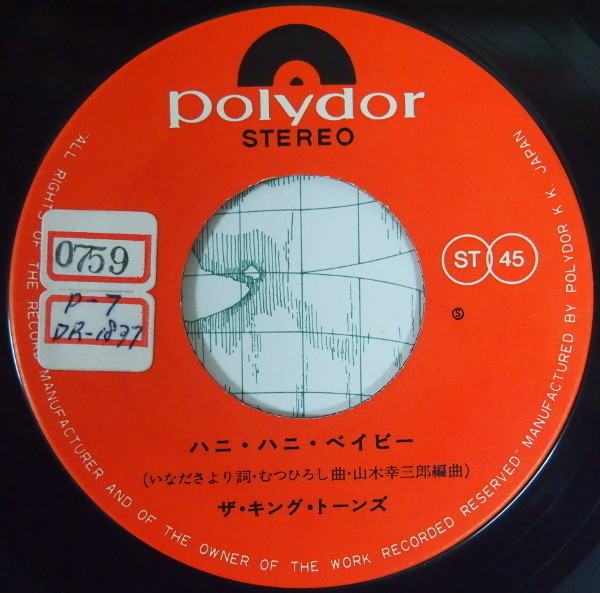 polydor
STEREO
"ALL RIGHTS OF THE RECORD MANUFACTURER AND OF THE OWNER OF THE WORK RECORDED RESERVED" MANUFACTURED BY POLYDOR K. K. JAPAN
0759
P-7
DR-1837
ST 45
Ⓢ
ハニ・ハニ・ベイビー
(いなださより詞・むつひろし曲・山木幸三郎編曲)
ザ・キング・トーンズ